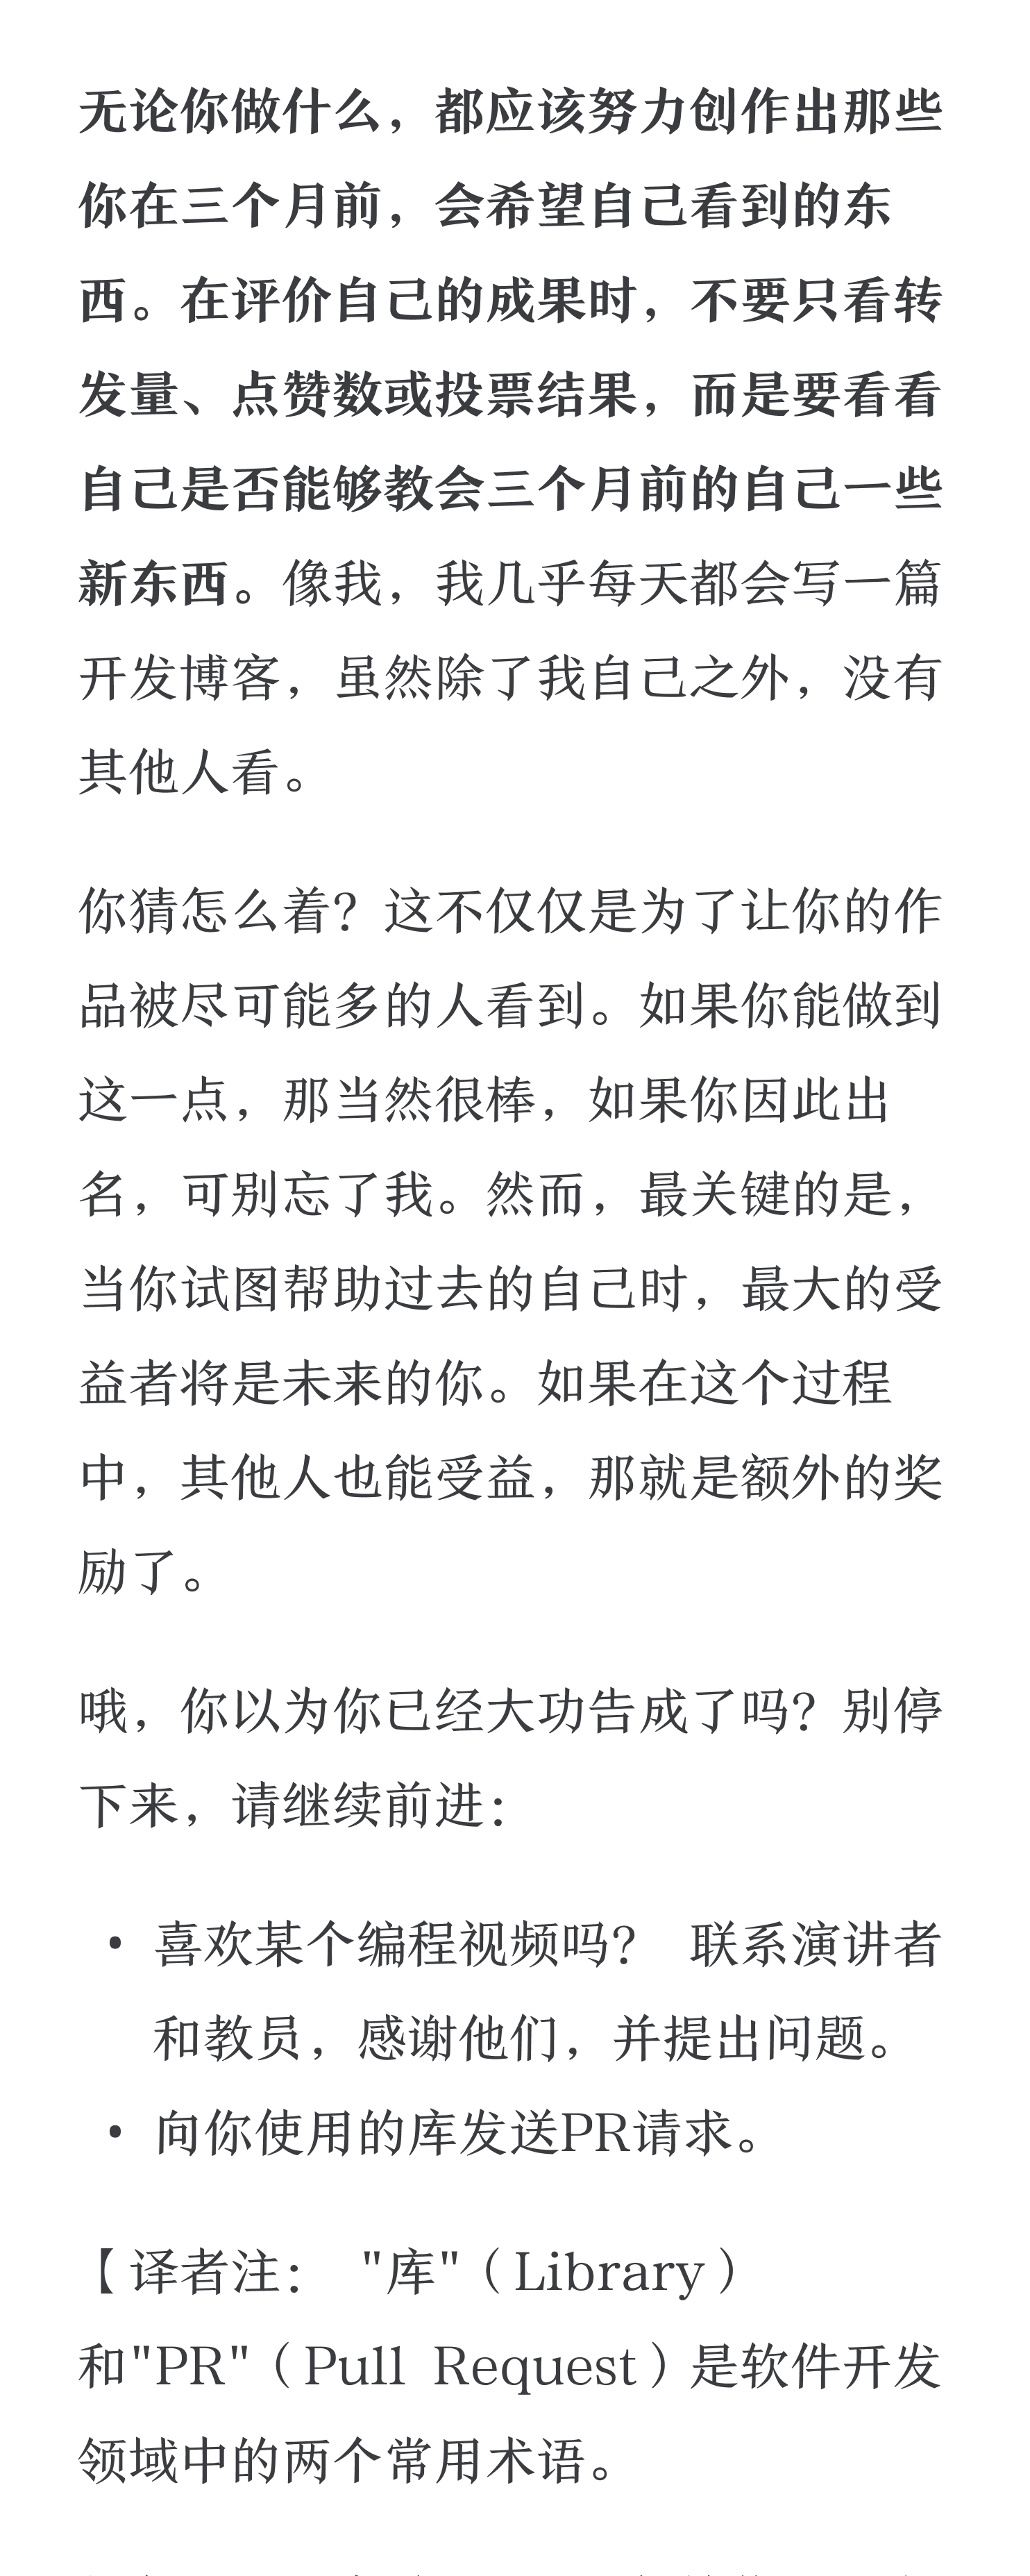 无论你做什么，都应该努力创作出那些
你在三个月前，会希望自己看到的东
西。在评价自己的成果时，不要只看转
发量、点赞数或投票结果，而是要看看
自己是否能够教会三个月前的自己一些
新东西。像我，我几乎每天都会写一篇
开发博客，虽然除了我自己之外，没有
其他人看。
你猜怎么着？这不仅仅是为了让你的作
品被尽可能多的人看到。如果你能做到
这一点，那当然很棒，如果你因此出
名，可别忘了我。然而，最关键的是，
当你试图帮助过去的自己时，最大的受
益者将是未来的你。如果在这个过程
中，其他人也能受益，那就是额外的奖
励了。
哦，你以为你已经大功告成了吗？别停
下来，请继续前进：
• 喜欢某个编程视频吗？ 联系演讲者
和教员，感谢他们，并提出问题。
• 向你使用的库发送PR请求。
【译者注： "库"（Library）
和"PR"（Pull Request）是软件开发
领域中的两个常用术语。